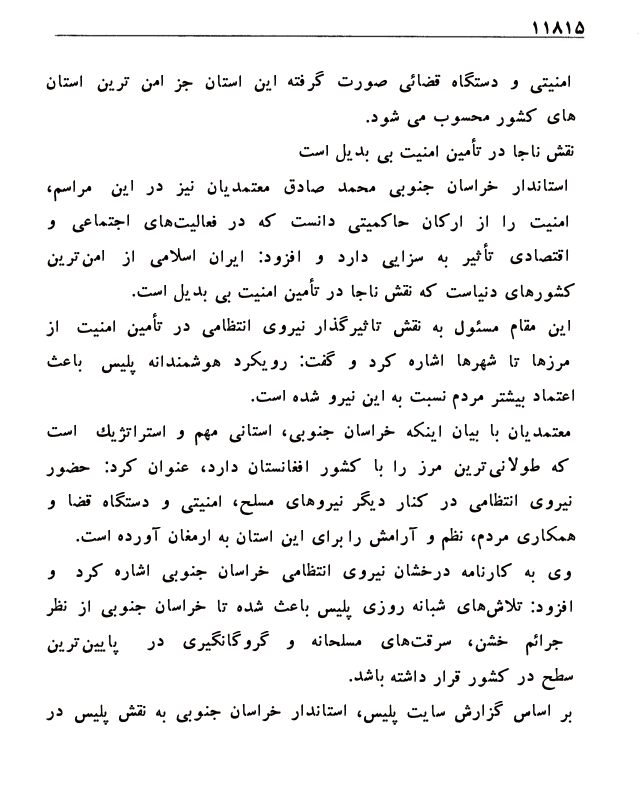 ۱۱۸۱۵
امنیتی و دستگاه قضائی صورت گرفته این استان جز امن ترین استان
های کشور محسوب می شود.
نقش ناجا در تأمین امنیت بی بدیل است
استاندار خراسان جنوبی محمد صادق معتمدیان نیز در این مراسم،
امنیت را از ارکان حاکمیتی دانست که در فعالیت‌های اجتماعی و
اقتصادی تأثیر به سزایی دارد و افزود: ایران اسلامی از امن‌ترین
کشورهای دنیاست که نقش ناجا در تأمین امنیت بی بدیل است.
این مقام مسئول به نقش تاثیرگذار نیروی انتظامی در تأمین امنیت از
مرزها تا شهرها اشاره کرد و گفت: رویکرد هوشمندانه پلیس باعث
اعتماد بیشتر مردم نسبت به این نیرو شده است.
معتمدیان با بیان اینکه خراسان جنوبی، استانی مهم و استراتژیك است
که طولانی‌ترین مرز را با کشور افغانستان دارد، عنوان کرد: حضور
نیروی انتظامی در کنار دیگر نیروهای مسلح، امنیتی و دستگاه قضا و
همکاری مردم، نظم و آرامش را برای این استان به ارمغان آورده است.
وی به کارنامه درخشان نیروی انتظامی خراسان جنوبی اشاره کرد و
افزود: تلاش‌های شبانه روزی پلیس باعث شده تا خراسان جنوبی از نظر
جرائم خشن، سرقت‌های مسلحانه و گروگانگیری در پایین‌ترین
سطح در کشور قرار داشته باشد.
بر اساس گزارش سایت پلیس، استاندار خراسان جنوبی به نقش پلیس در